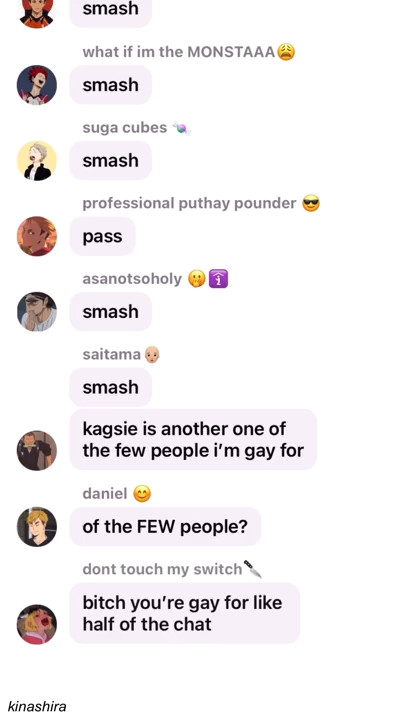 smash
what if im the MONSTAAA😩
smash
suga cubes 🍬
smash
professional puthay pounder 😎
pass
asanotsoholy 🤭🛐
smash
saitama 👨🏼‍🦲
smash
kagsie is another one of
the few people i'm gay for
daniel 😊
of the FEW people?
dont touch my switch🔪
bitch you're gay for like
half of the chat
kinashira